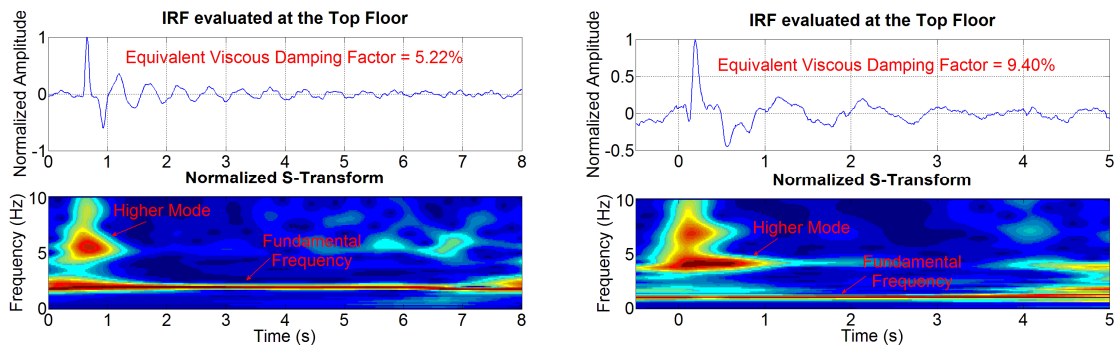 IRF evaluated at the Top Floor
Normalized Amplitude
1
0
-1
Equivalent Viscous Damping Factor = 5.22%
0 1 2 3 4 5 6 7 8
Normalized S-Transform
Frequency (Hz)
10
5
0
Higher Mode
Fundamental
Frequency
0 1 2 3 4 5 6 7 8
Time (s)
IRF evaluated at the Top Floor
Normalized Amplitude
1
0.5
0
-0.5
Equivalent Viscous Damping Factor = 9.40%
0 1 2 3 4 5
Normalized S-Transform
Frequency (Hz)
10
5
0
Higher Mode
Fundamental
Frequency
0 1 2 3 4 5
Time (s)